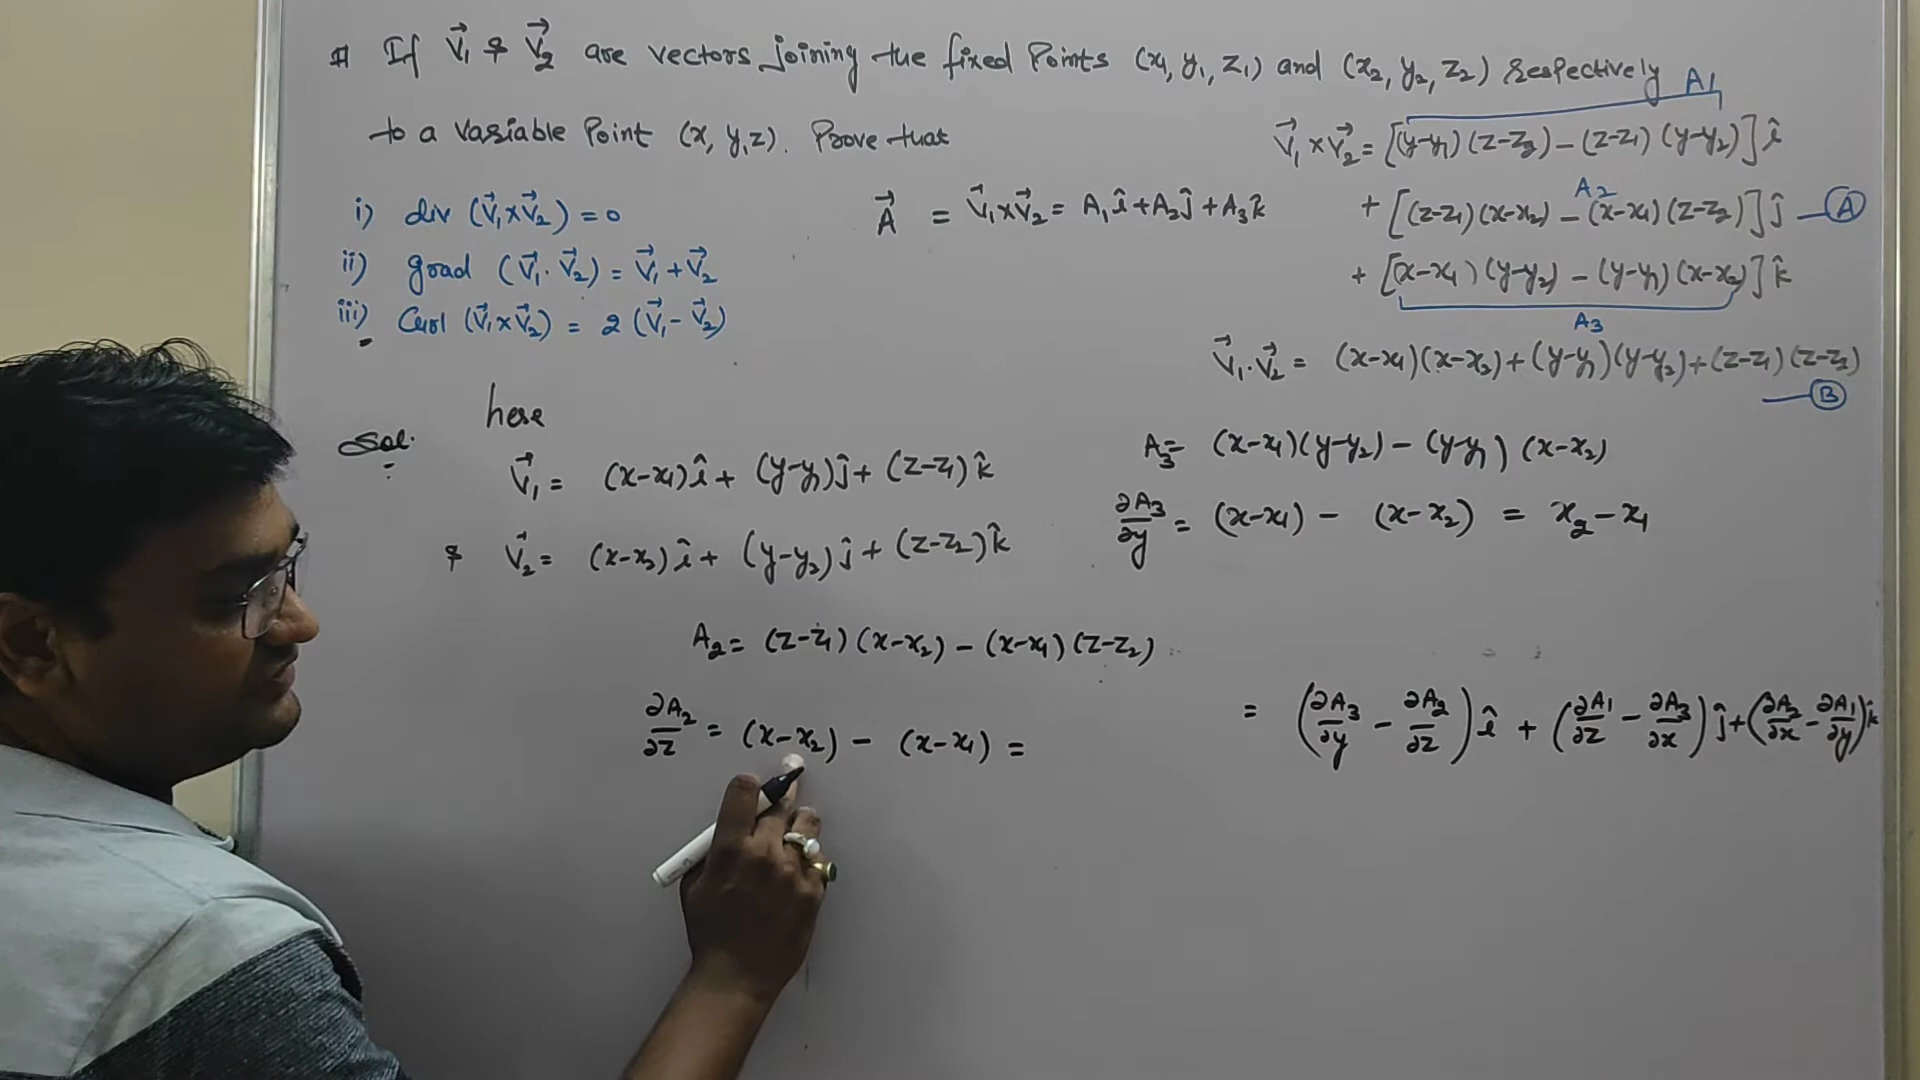 # If V⃗₁ & V⃗₂ are vectors joining the fixed Points (x₁, y₁, z₁) and (x₂, y₂, z₂) respectively
to a variable Point (x, y, z). Prove that
i) div (V⃗₁×V⃗₂) = 0
ii) grad (V⃗₁·V⃗₂) = V⃗₁+V⃗₂
iii) Curl (V⃗₁×V⃗₂) = 2 (V⃗₁-V⃗₂)
A⃗ = V⃗₁×V⃗₂ = A₁î+A₂ĵ+A₃k̂
A₁
V⃗₁×V⃗₂ = [(y-y₁)(z-z₂)-(z-z₁)(y-y₂)]î
A₂
+ [(z-z₁)(x-x₂)-(x-x₁)(z-z₂)]ĵ —(A)
+ [(x-x₁)(y-y₂)-(y-y₁)(x-x₂)]k̂
A₃
V⃗₁·V⃗₂ = (x-x₁)(x-x₂)+(y-y₁)(y-y₂)+(z-z₁)(z-z₂)
—(B)
Sol. here
V⃗₁ = (x-x₁)î+(y-y₁)ĵ+(z-z₁)k̂
& V⃗₂ = (x-x₂)î+(y-y₂)ĵ+(z-z₂)k̂
A₃ = (x-x₁)(y-y₂)-(y-y₁)(x-x₂)
∂A₃/∂y = (x-x₁)-(x-x₂) = x₂-x₁
A₂ = (z-z₁)(x-x₂)-(x-x₁)(z-z₂)
∂A₂/∂z = (x-x₂)-(x-x₁) =
= (∂A₃/∂y - ∂A₂/∂z)î + (∂A₁/∂z - ∂A₃/∂x)ĵ+(∂A₂/∂x - ∂A₁/∂y)k̂